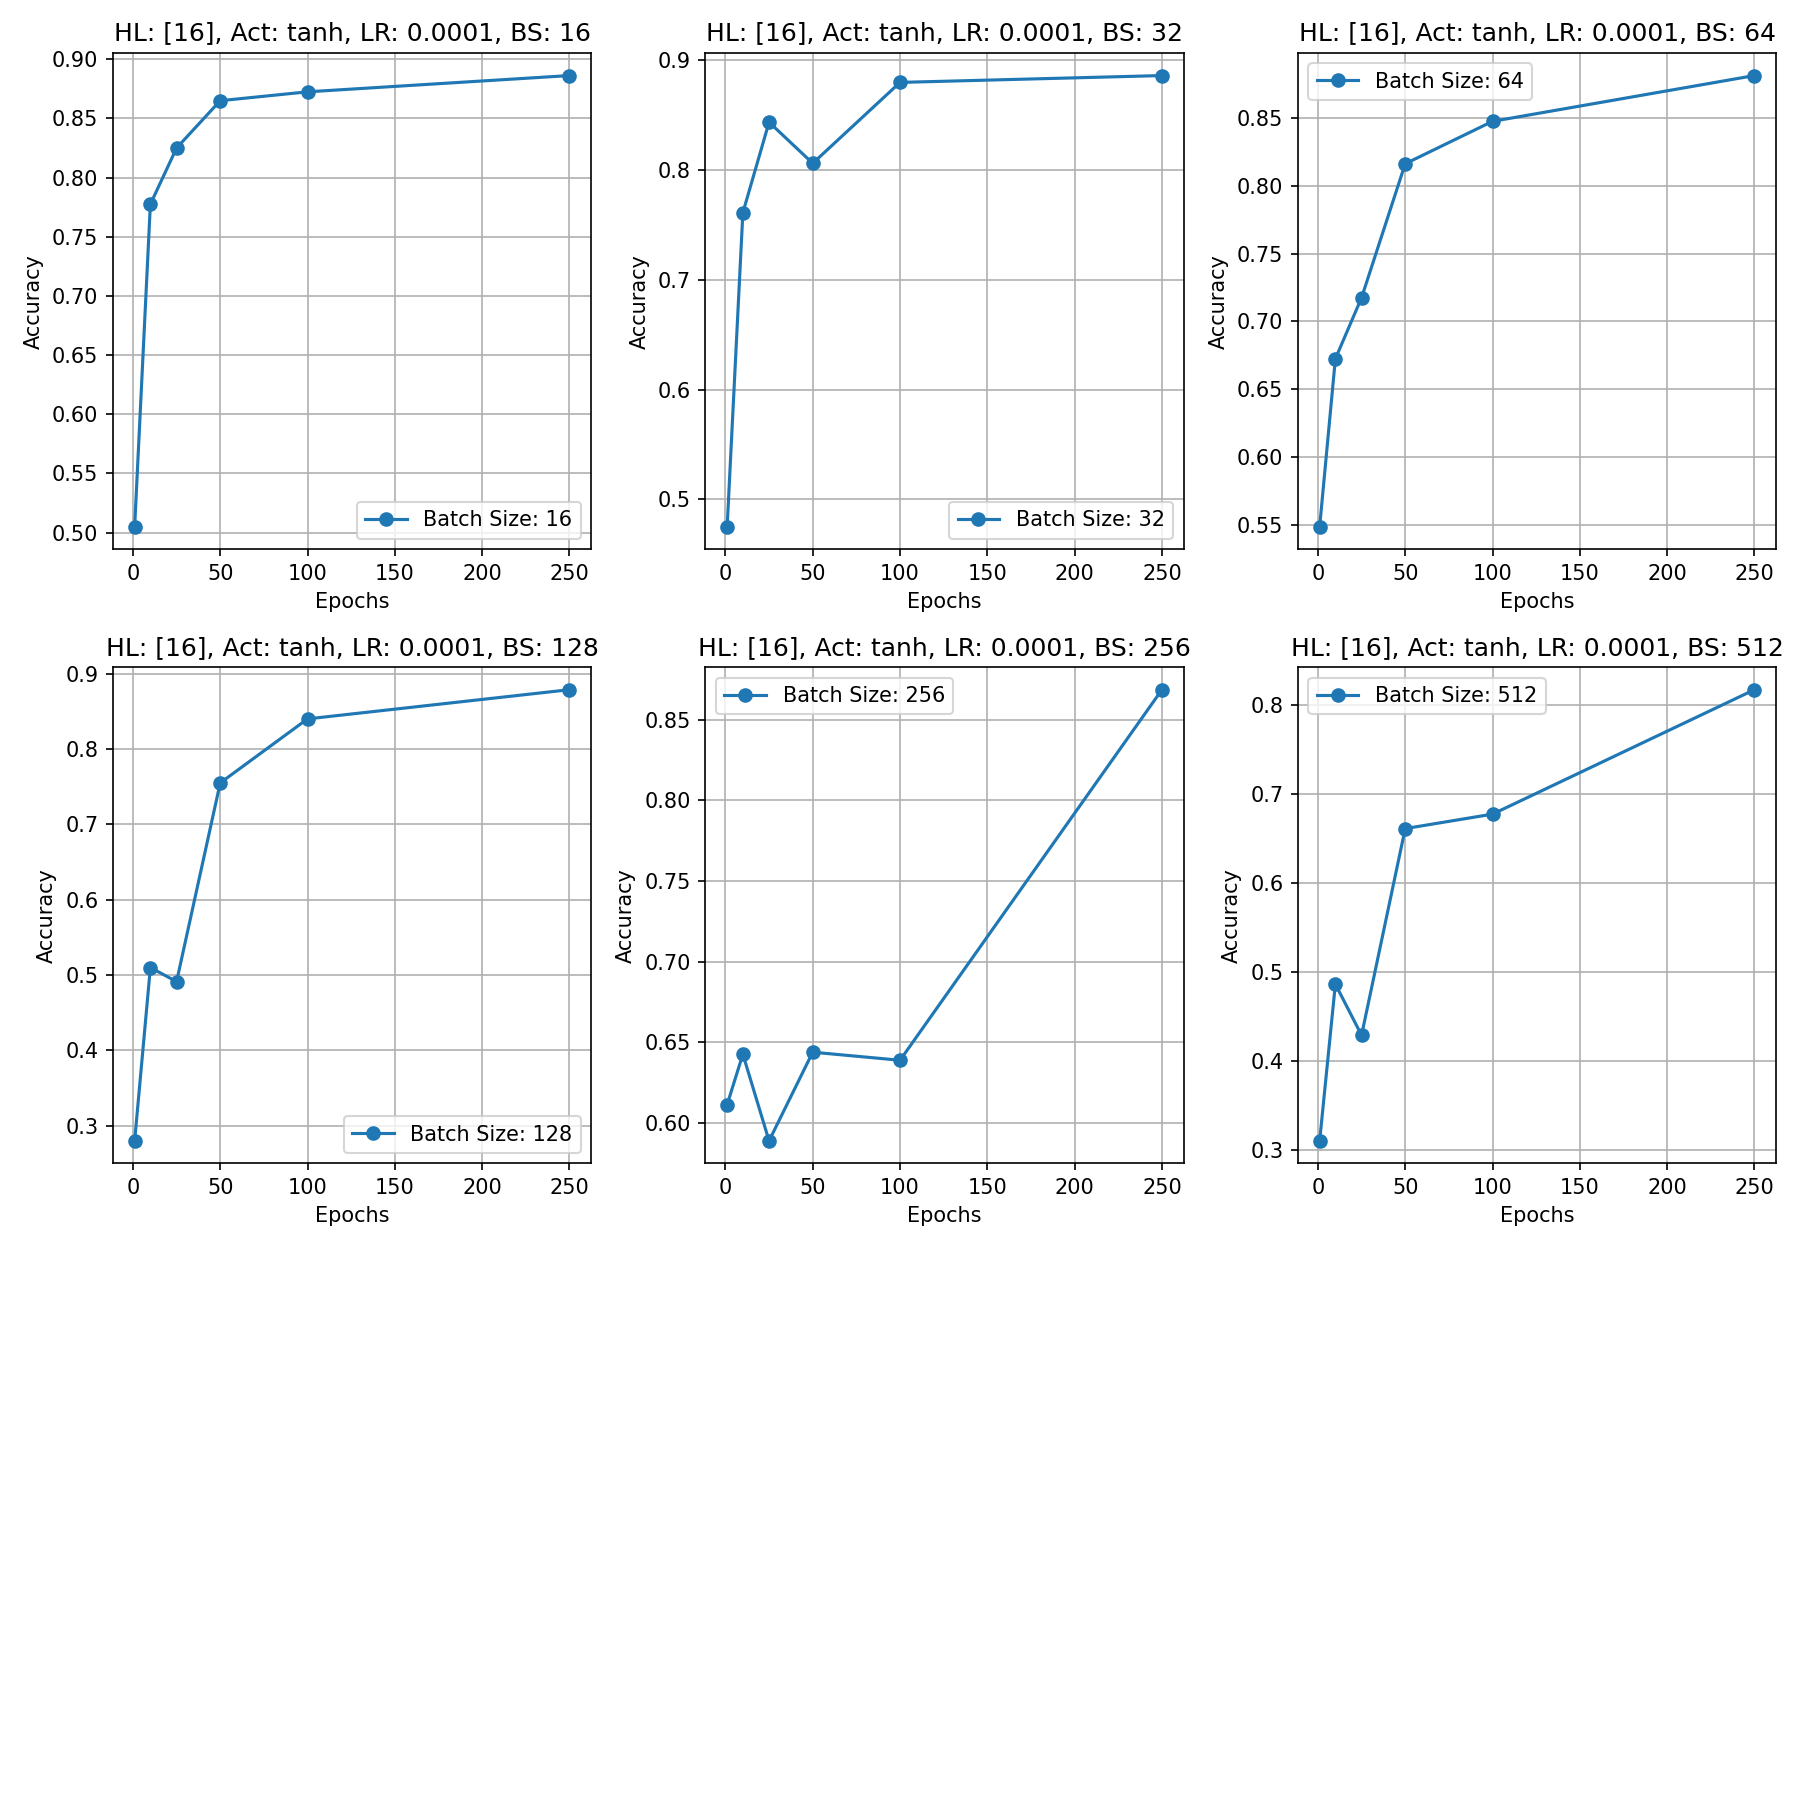 HL: [16], Act: tanh, LR: 0.0001, BS: 16
0.90
0.85
0.80
0.75
0.70
0.65
0.60
0.55
0.50
Accuracy
Batch Size: 16
0 50 100 150 200 250
Epochs
HL: [16], Act: tanh, LR: 0.0001, BS: 32
0.9
0.8
0.7
0.6
0.5
Accuracy
Batch Size: 32
0 50 100 150 200 250
Epochs
HL: [16], Act: tanh, LR: 0.0001, BS: 64
Batch Size: 64
0.85
0.80
0.75
0.70
0.65
0.60
0.55
Accuracy
0 50 100 150 200 250
Epochs
HL: [16], Act: tanh, LR: 0.0001, BS: 128
0.9
0.8
0.7
0.6
0.5
0.4
0.3
Accuracy
Batch Size: 128
0 50 100 150 200 250
Epochs
HL: [16], Act: tanh, LR: 0.0001, BS: 256
Batch Size: 256
0.85
0.80
0.75
0.70
0.65
0.60
Accuracy
0 50 100 150 200 250
Epochs
HL: [16], Act: tanh, LR: 0.0001, BS: 512
Batch Size: 512
0.8
0.7
0.6
0.5
0.4
0.3
Accuracy
0 50 100 150 200 250
Epochs